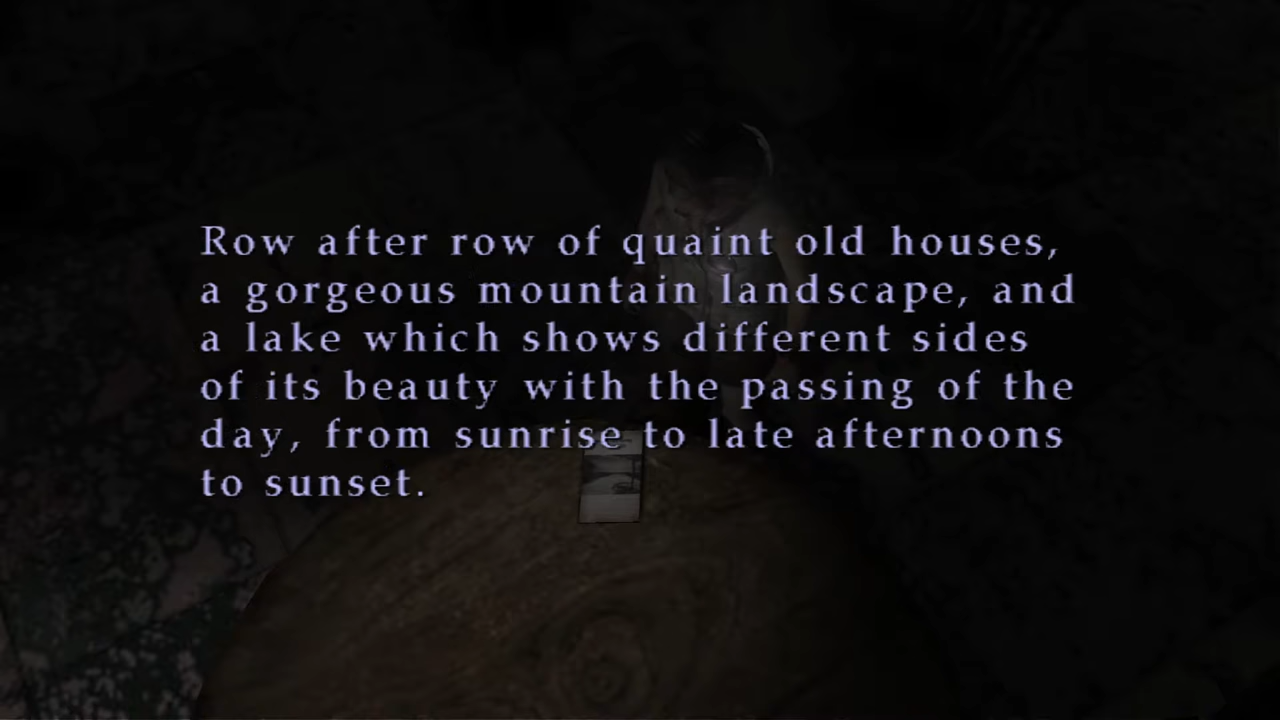 Row after row of quaint old houses,
a gorgeous mountain landscape, and
a lake which shows different sides
of its beauty with the passing of the
day, from sunrise to late afternoons
to sunset.